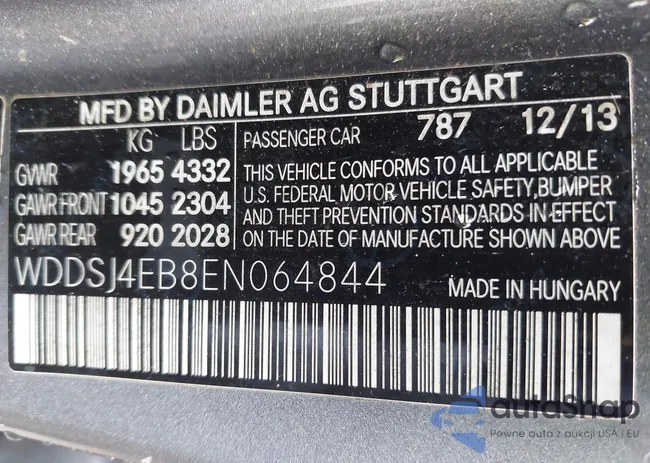 MFD BY DAIMLER AG STUTTGART
KG LBS PASSENGER CAR 787 12/13
GVWR 1965 4332 THIS VEHICLE CONFORMS TO ALL APPLICABLE
U.S. FEDERAL MOTOR VEHICLE SAFETY,BUMPER
GAWR FRONT 1045 2304 AND THEFT PREVENTION STANDARDS IN EFFECT
GAWR REAR 920 2028 ON THE DATE OF MANUFACTURE SHOWN ABOVE.
WDDSJ4EB8EN064844 MADE IN HUNGARY
autaSnap
Pewne auta z aukcji USA i EU